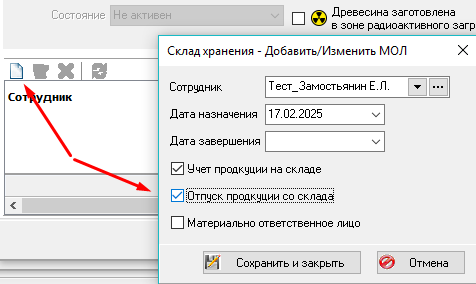 Состояние Не активен
Древесина заготовлена
в зоне радиоактивного загр
Склад хранения - Добавить/Изменить МОЛ
Сотрудник
Сотрудник Тест_Замостьянин Е.Л.
Дата назначения 17.02.2025
Дата завершения
Учет продкуции на складе
Отпуск продкуции со склада
Материально ответственное лицо
Сохранить и закрыть Отмена